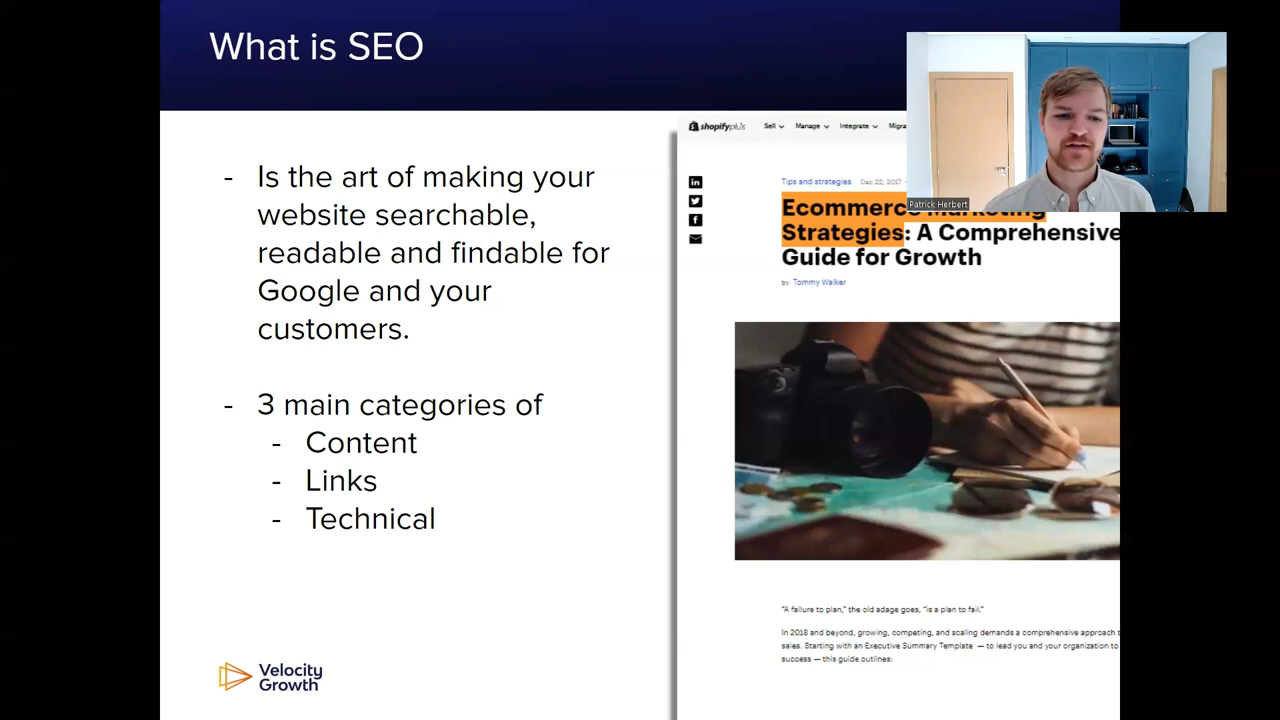 What is SEO
- Is the art of making your
website searchable,
readable and findable for
Google and your
customers.
- 3 main categories of
- Content
- Links
- Technical
Velocity
Growth
shopifyplus
Sell Manage Integrate
Tips and strategies Dec 22, 2017 -
Ecommerce Marketing
Strategies: A Comprehensive
Guide for Growth
by Tommy Walker
"A failure to plan," the old adage goes, "is a plan to fail."
In 2018 and beyond, growing, competing, and scaling demands a comprehensive approach
sales. Starting with an Executive Summary Template — to lead you and your organization to
success — this guide outlines:
Patrick Herbert